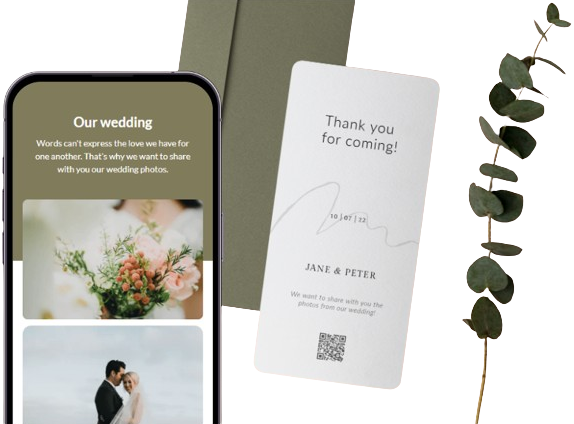 Our wedding
Words can't express the love we have for
one another. That's why we want to share
with you our wedding photos.
Thank you
for coming!
10 | 07 | 22
JANE & PETER
We want to share with you the
photos from our wedding!